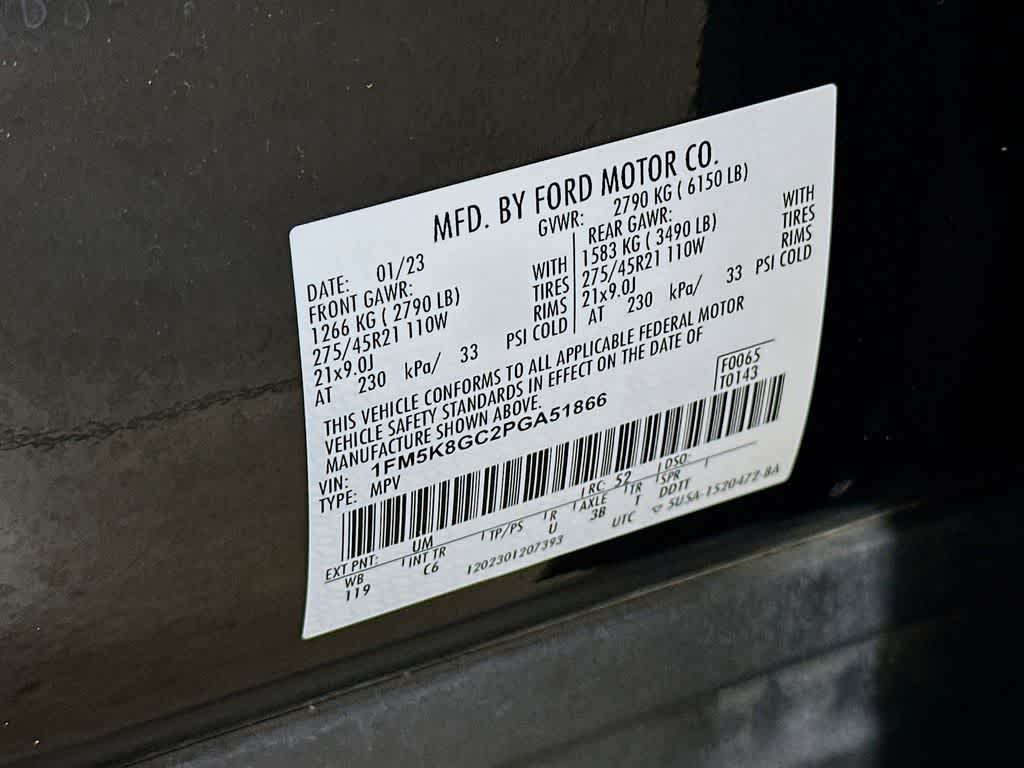 MFD. BY FORD MOTOR CO.
DATE: 01/23
GVWR: 2790 KG ( 6150 LB)
FRONT GAWR:
1266 KG ( 2790 LB) WITH
275/45R21 110W TIRES
21x9.0J RIMS
AT 230 kPa/ 33 PSI COLD
REAR GAWR:
1583 KG ( 3490 LB) WITH
275/45R21 110W TIRES
21x9.0J RIMS
AT 230 kPa/ 33 PSI COLD
THIS VEHICLE CONFORMS TO ALL APPLICABLE FEDERAL MOTOR
VEHICLE SAFETY STANDARDS IN EFFECT ON THE DATE OF
MANUFACTURE SHOWN ABOVE.
F0065
T0143
VIN: 1FM5K8GC2PGA51866
TYPE: MPV
EXT PNT: UM RC: 52 DSO:
WB INT TR TP/PS R AXLE TR SPR
119 C6 U 3B T DDTT
1202301207393 UTC 5USA-1520472-BA